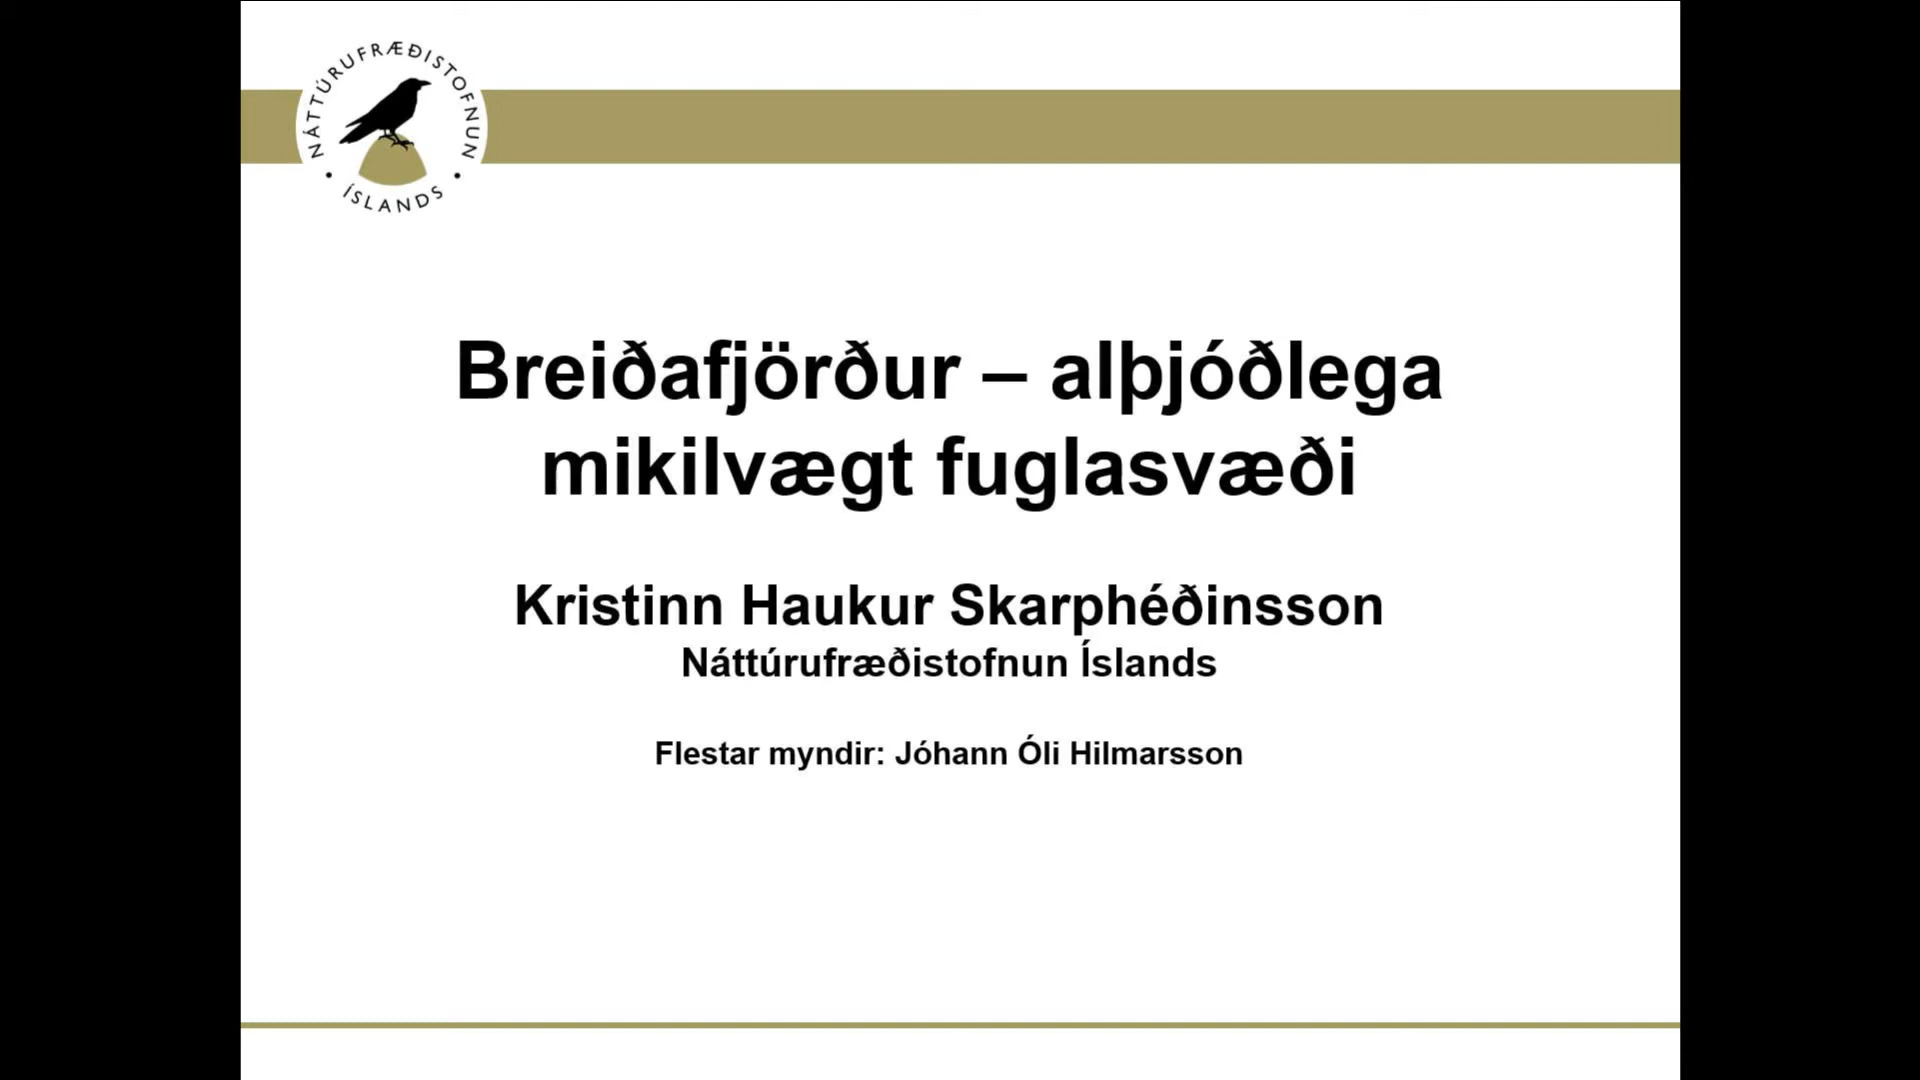 NÁTTÚRUFRÆÐISTOFNUN
ÍSLANDS
Breiðafjörður – alþjóðlega
mikilvægt fuglasvæði
Kristinn Haukur Skarphéðinsson
Náttúrufræðistofnun Íslands
Flestar myndir: Jóhann Óli Hilmarsson